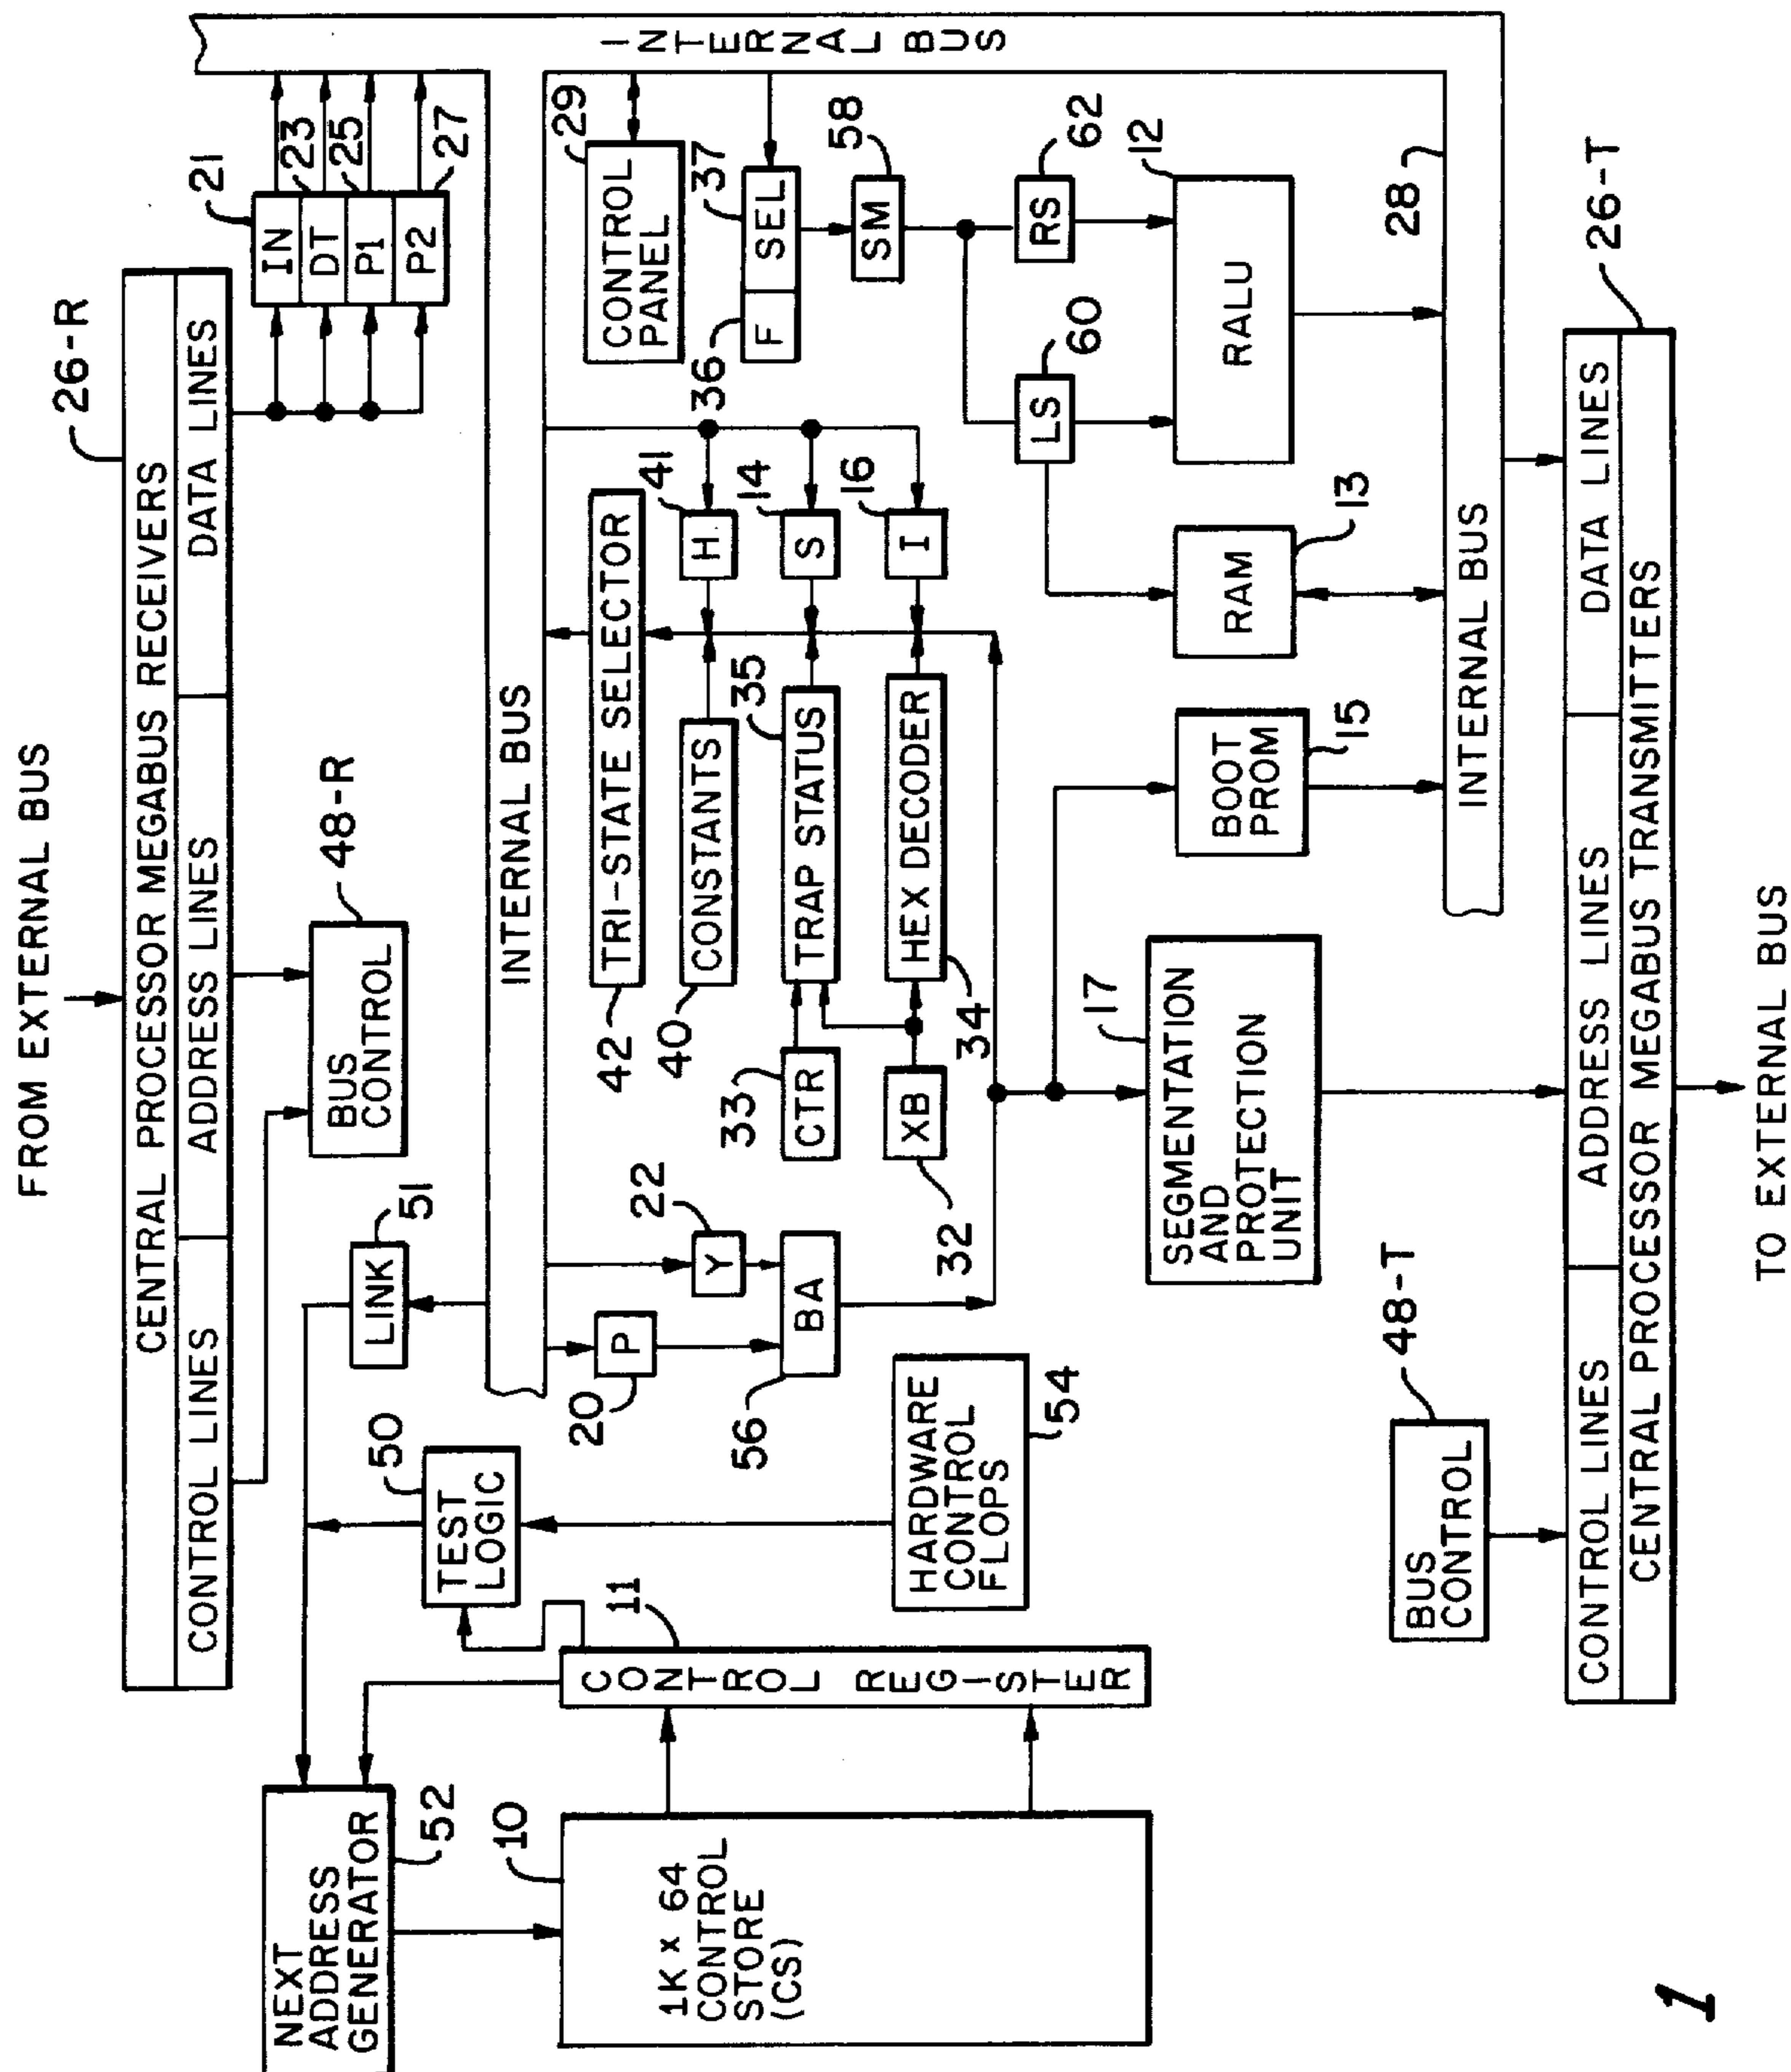 FROM EXTERNAL BUS
26-R
CENTRAL PROCESSOR MEGABUS RECEIVERS
CONTROL LINES
ADDRESS LINES
DATA LINES
21
IN
23
DT
25
P1
27
P2
INTERNAL BUS
48-R
BUS
CONTROL
51
LINK
50
TEST
LOGIC
NEXT
ADDRESS
GENERATOR
52
10
1K x 64
CONTROL
STORE
(CS)
11
CONTROL REGISTER
HARDWARE
CONTROL
FLOPS
54
INTERNAL BUS
20
P
22
Y
56
BA
42
TRI-STATE SELECTOR
40
CONSTANTS
41
H
33
CTR
35
TRAP STATUS
14
S
32
XB
34
HEX DECODER
16
I
29
CONTROL
PANEL
36
F
37
SEL
58
SM
60
LS
62
RS
12
RALU
13
RAM
15
BOOT
PROM
17
SEGMENTATION
AND
PROTECTION
UNIT
28
INTERNAL BUS
48-T
BUS
CONTROL
26-T
CONTROL LINES
ADDRESS LINES
DATA LINES
CENTRAL PROCESSOR MEGABUS TRANSMITTERS
TO EXTERNAL BUS
1